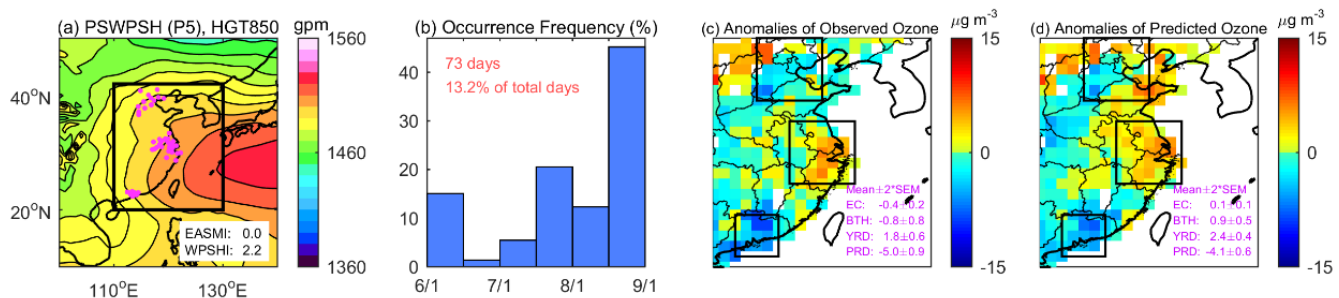 (a) PSWPSH (P5), HGT850
gpm
1560
1460
1360
40°N
20°N
110°E
130°E
EASMI: 0.0
WPSHI: 2.2
(b) Occurrence Frequency (%)
73 days
13.2% of total days
40
30
20
10
0
6/1
7/1
8/1
9/1
(c) Anomalies of Observed Ozone
μg m⁻³
15
0
-15
Mean±2*SEM
EC: -0.4±0.2
BTH: -0.8±0.8
YRD: 1.8±0.6
PRD: -5.0±0.9
(d) Anomalies of Predicted Ozone
μg m⁻³
15
0
-15
Mean±2*SEM
EC: 0.1±0.1
BTH: 0.9±0.5
YRD: 2.4±0.4
PRD: -4.1±0.6